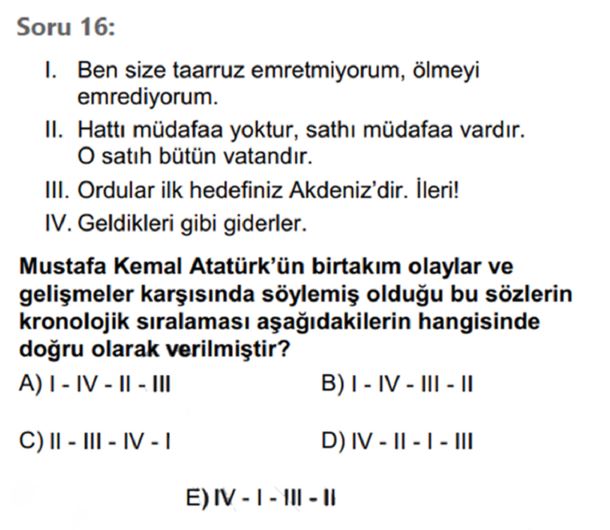 Soru 16:
I. Ben size taarruz emretmiyorum, ölmeyi
emrediyorum.
II. Hattı müdafaa yoktur, sathı müdafaa vardır.
O satıh bütün vatandır.
III. Ordular ilk hedefiniz Akdeniz’dir. İleri!
IV. Geldikleri gibi giderler.
Mustafa Kemal Atatürk’ün birtakım olaylar ve
gelişmeler karşısında söylemiş olduğu bu sözlerin
kronolojik sıralaması aşağıdakilerin hangisinde
doğru olarak verilmiştir?
A) I - IV - II - III B) I - IV - III - II
C) II - III - IV - I D) IV - II - I - III
E) IV - I - III - II